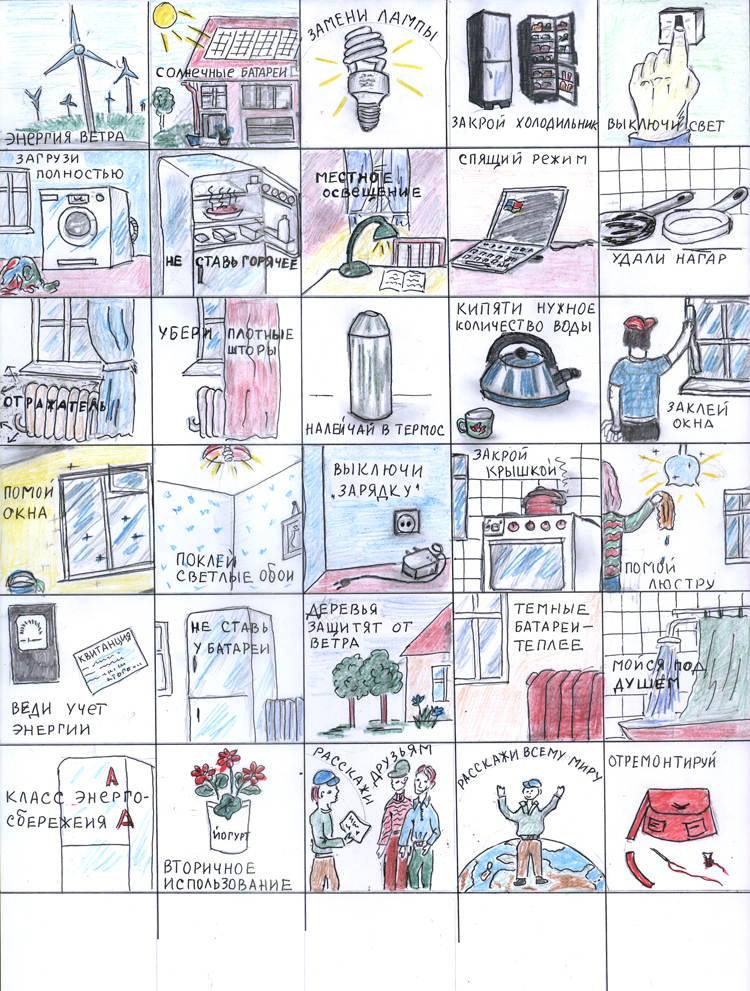 ЭНЕРГИЯ ВЕТРА
СОЛНЕЧНЫЕ БАТАРЕИ
ЗАМЕНИ ЛАМПЫ
ЗАКРОЙ ХОЛОДИЛЬНИК
ВЫКЛЮЧИ СВЕТ
ЗАГРУЗИ
ПОЛНОСТЬЮ
НЕ СТАВЬ ГОРЯЧЕЕ
МЕСТНОЕ
ОСВЕЩЕНИЕ
СПЯЩИЙ РЕЖИМ
УДАЛИ НАГАР
ОТРАЖАТЕЛЬ
УБЕРИ ПЛОТНЫЕ
ШТОРЫ
НАЛЕЙ ЧАЙ В ТЕРМОС
КИПЯТИ НУЖНОЕ
КОЛИЧЕСТВО ВОДЫ
ЗАКЛЕЙ
ОКНА
ПОМОЙ
ОКНА
ПОКЛЕЙ
СВЕТЛЫЕ ОБОИ
ВЫКЛЮЧИ
„ЗАРЯДКУ"
ЗАКРОЙ
КРЫШКОЙ
ПОМОЙ
ЛЮСТРУ
КВИТАНЦИЯ
ВЕДИ УЧЕТ
ЭНЕРГИИ
НЕ СТАВЬ
У БАТАРЕИ
ДЕРЕВЬЯ
ЗАЩИТЯТ ОТ
ВЕТРА
ТЕМНЫЕ
БАТАРЕИ–
ТЕПЛЕЕ
МОЙСЯ ПОД
ДУШЕМ
А
КЛАСС ЭНЕРГО-
СБЕРЕЖЕИЯ А
ЙОГУРТ
ВТОРИЧНОЕ
ИСПОЛЬЗОВАНИЕ
РАССКАЖИ ДРУЗЬЯМ
РАССКАЖИ ВСЕМУ МИРУ
ОТРЕМОНТИРУЙ